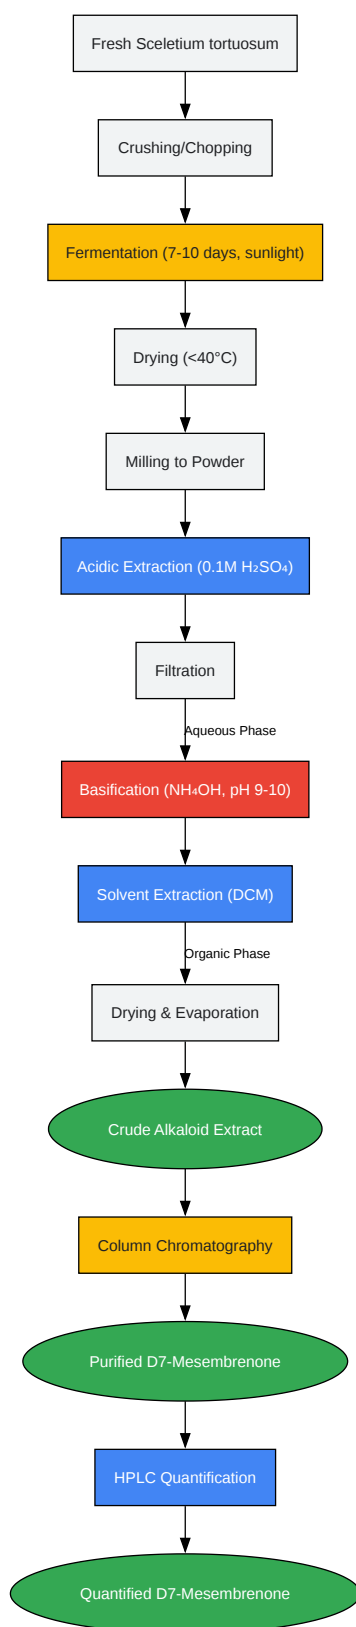 Fresh Sceletium tortuosum
Crushing/Chopping
Fermentation (7-10 days, sunlight)
Drying (<40°C)
Milling to Powder
Acidic Extraction (0.1M H₂SO₄)
Filtration
Aqueous Phase
Basification (NH₄OH, pH 9-10)
Solvent Extraction (DCM)
Organic Phase
Drying & Evaporation
Crude Alkaloid Extract
Column Chromatography
Purified D7-Mesembrenone
HPLC Quantification
Quantified D7-Mesembrenone